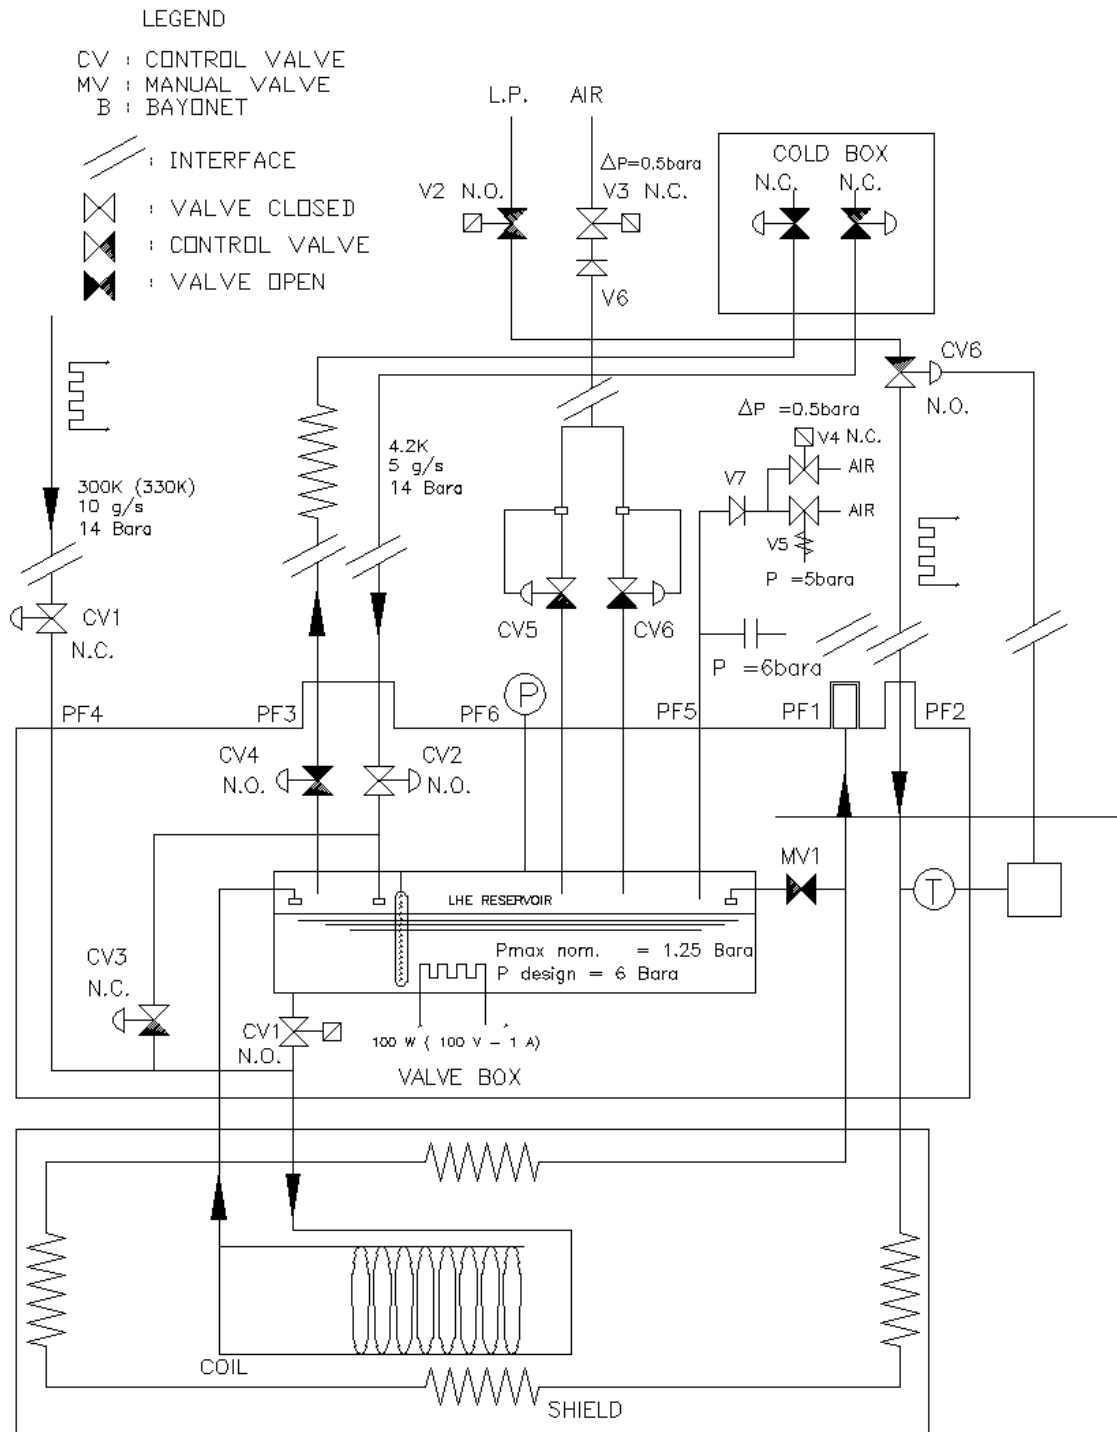 LEGEND
CV : CONTROL VALVE
MV : MANUAL VALVE
B : BAYONET
: INTERFACE
: VALVE CLOSED
: CONTROL VALVE
: VALVE OPEN
L.P. AIR
ΔP=0.5bara
V2 N.O.
V3 N.C.
V6
COLD BOX
N.C. N.C.
CV6
N.O.
ΔP =0.5bara
V4 N.C.
AIR
V7
AIR
V5
P =5bara
4.2K
5 g/s
14 Bara
300K (330K)
10 g/s
14 Bara
CV1
N.C.
CV5
CV6
P =6bara
PF4
PF3
PF6
P
PF5
PF1
PF2
CV4
N.O.
CV2
N.O.
MV1
T
LHE RESERVOIR
Pmax nom. = 1.25 Bara
P design = 6 Bara
CV3
N.C.
CV1
N.O.
100 W ( 100 V - 1 A)
VALVE BOX
COIL
SHIELD